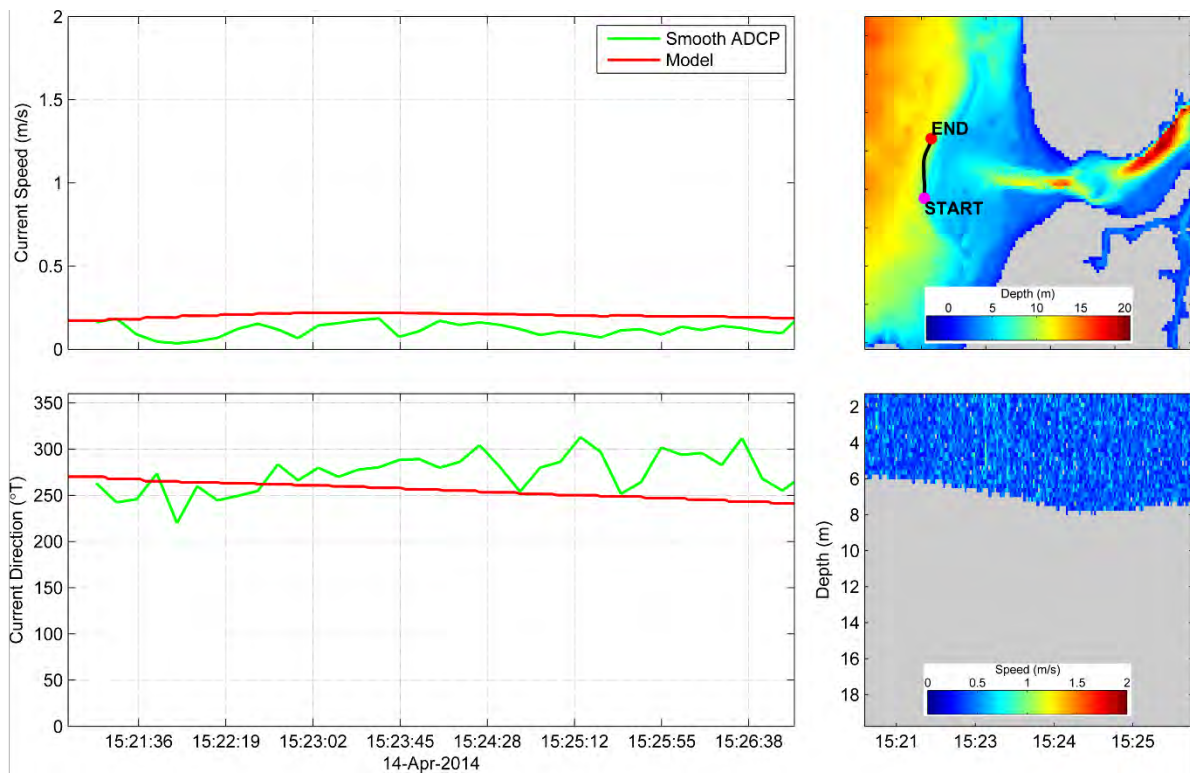 2
1.5
1
0.5
0
Current Speed (m/s)
Smooth ADCP
Model
END
START
Depth (m)
0 5 10 15 20
350
300
250
200
150
100
50
0
Current Direction (°T)
15:21:36 15:22:19 15:23:02 15:23:45 15:24:28 15:25:12 15:25:55 15:26:38
14-Apr-2014
2
4
6
8
10
12
14
16
18
Depth (m)
Speed (m/s)
0 0.5 1 1.5 2
15:21 15:23 15:24 15:25